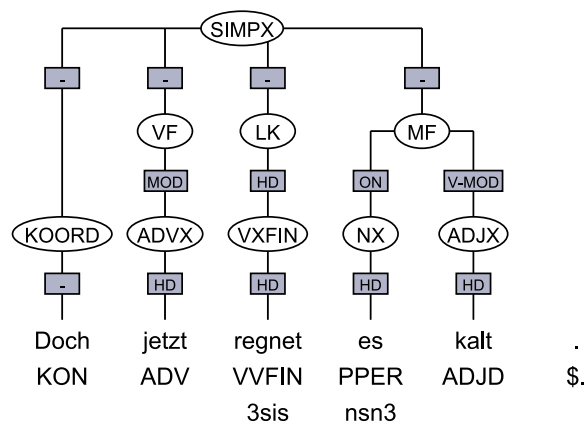 SIMPX
- - - -
VF LK MF
MOD HD ON V-MOD
KOORD ADVX VXFIN NX ADJX
- HD HD HD HD
Doch jetzt regnet es kalt .
KON ADV VVFIN PPER ADJD $.
3sis nsn3